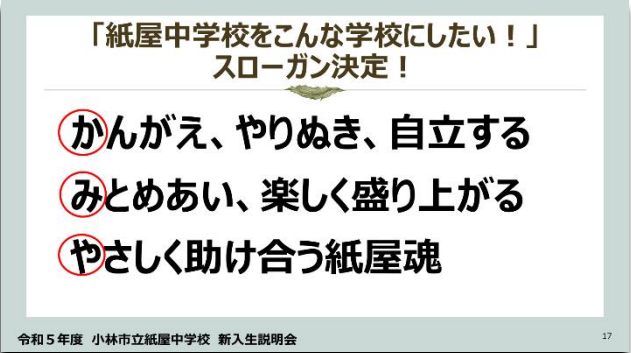 「紙屋中学校をこんな学校にしたい！」
スローガン決定！
かんがえ、やりぬき、自立する
みとめあい、楽しく盛り上がる
やさしく助け合う紙屋魂
令和５年度 小林市立紙屋中学校 新入生説明会
17